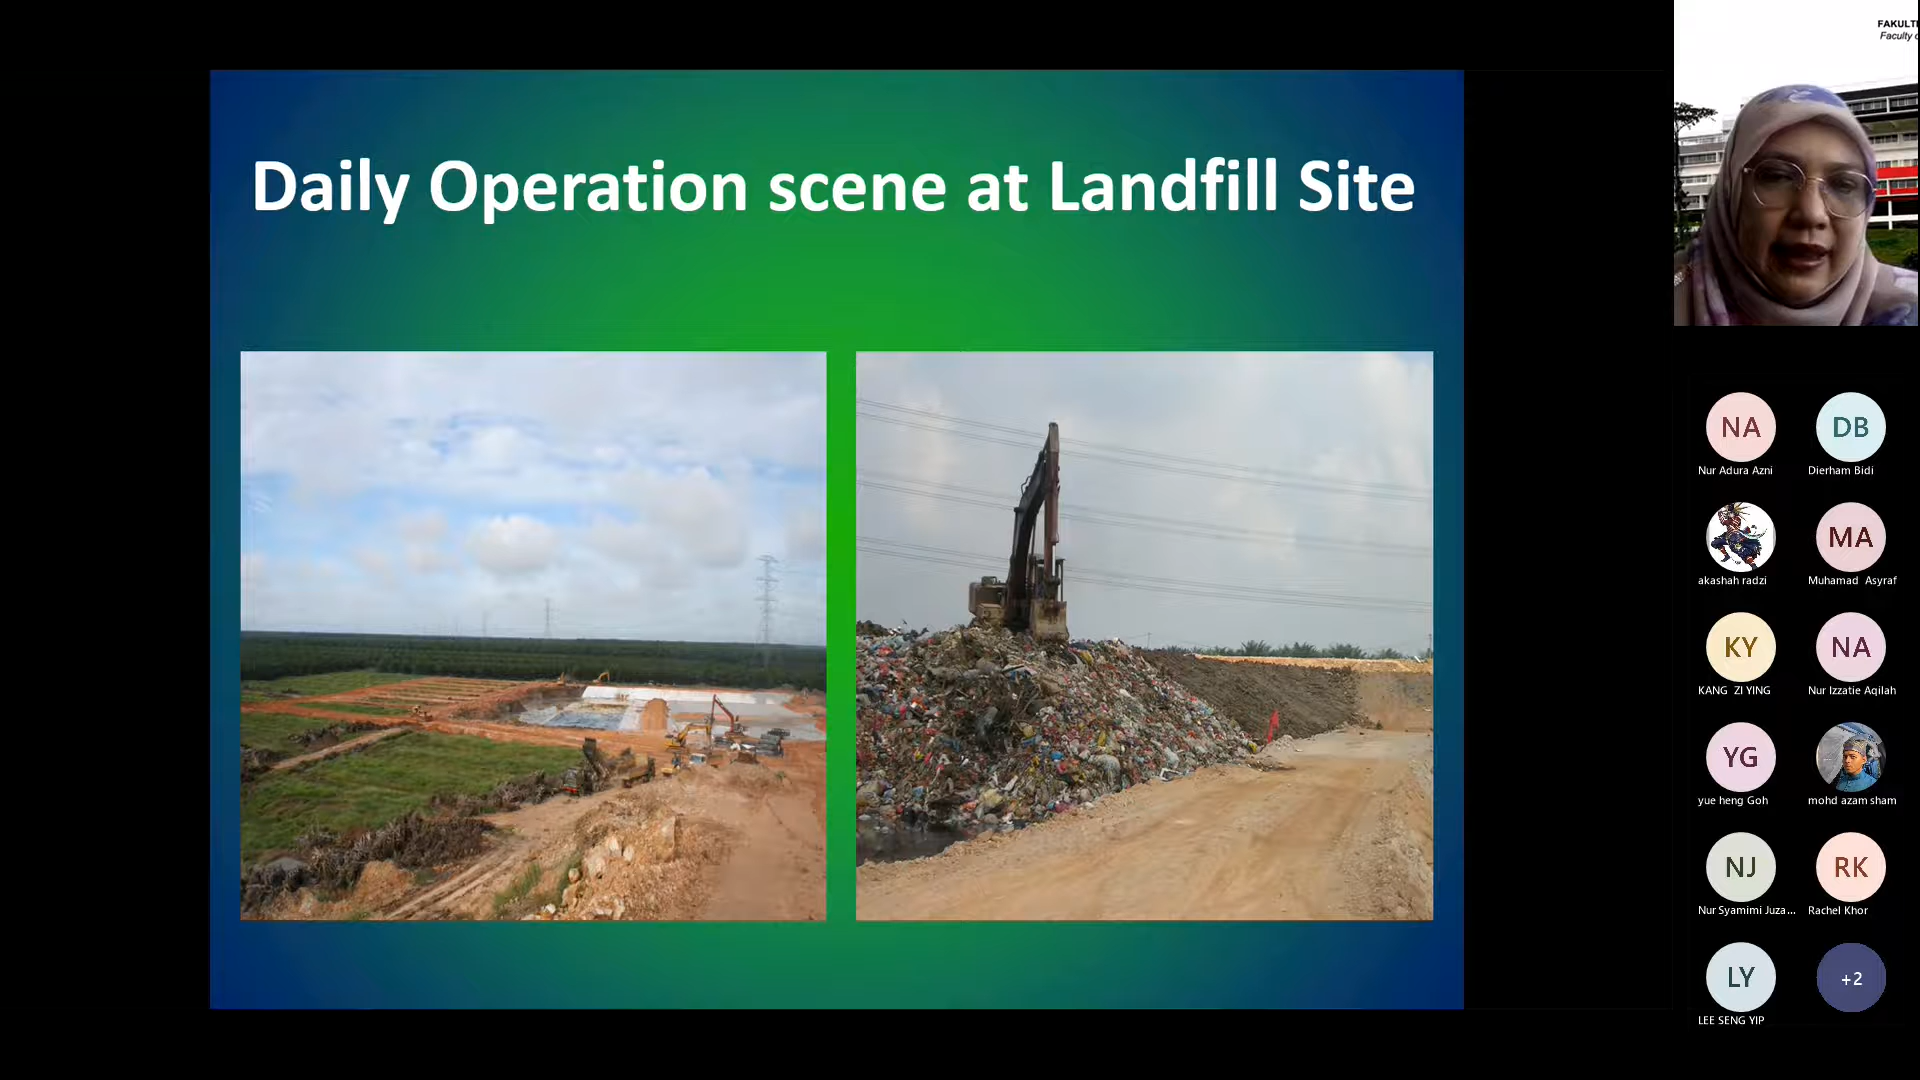 Daily Operation scene at Landfill Site
FAKULT
Faculty
NA
Nur Adura Azni
DB
Dierham Bidi
akashah radzi
MA
Muhamad Asyraf
KY
KANG ZI YING
NA
Nur Izzatie Aqilah
YG
yue heng Goh
mohd azam sham
NJ
Nur Syamimi Juza...
RK
Rachel Khor
LY
LEE SENG YIP
+2